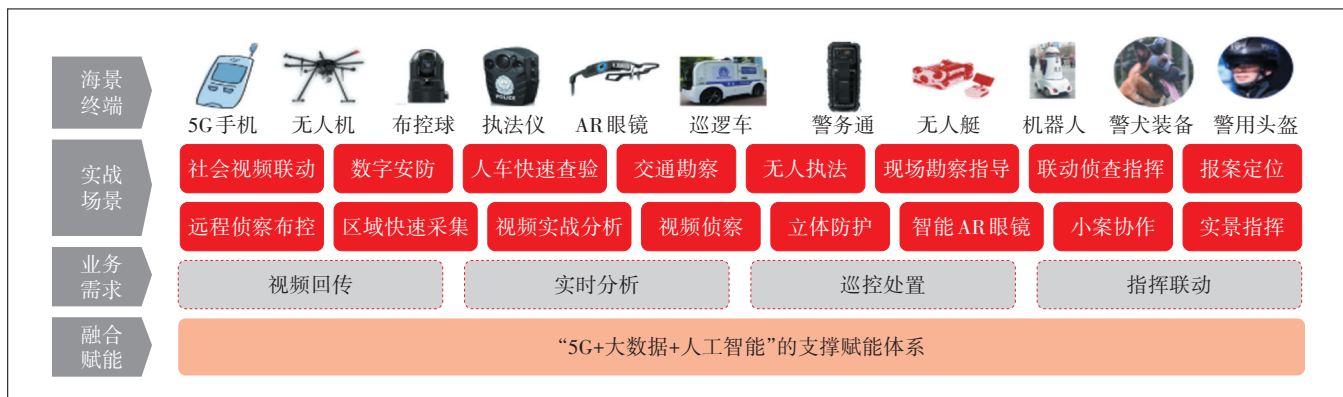 海景
终端
5G手机 无人机 布控球 执法仪 AR眼镜 巡逻车 警务通 无人艇 机器人 警犬装备 警用头盔
实战
场景
社会视频联动 数字安防 人车快速查验 交通勘察 无人执法 现场勘察指导 联动侦查指挥 报案定位
远程侦察布控 区域快速采集 视频实战分析 视频侦察 立体防护 智能AR眼镜 小案协作 实景指挥
业务
需求
视频回传 实时分析 巡控处置 指挥联动
融合
赋能
“5G+大数据+人工智能”的支撑赋能体系
POLICE